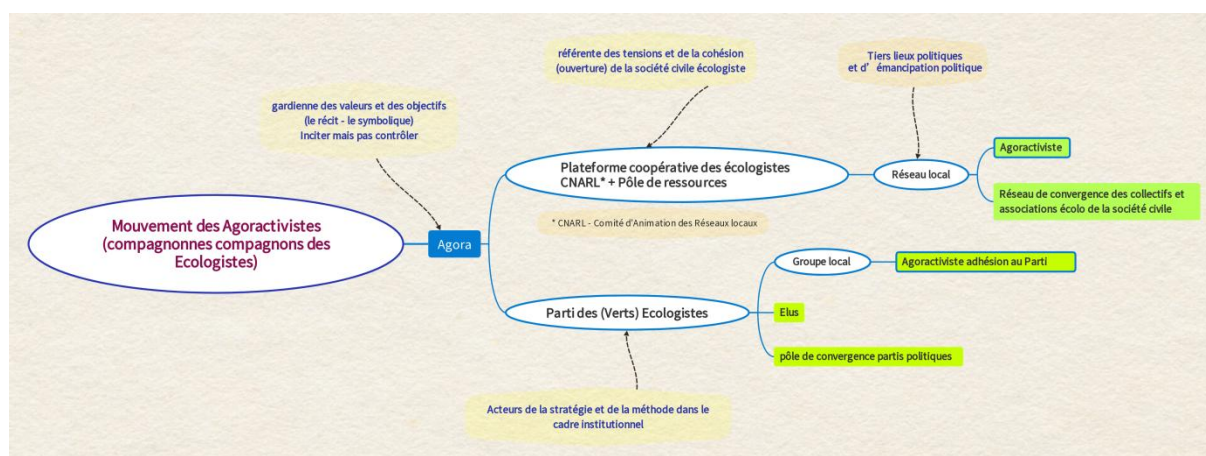 référente des tensions et de la cohésion
(ouverture) de la société civile écologiste
Tiers lieux politiques
et d’émancipation politique
gardienne des valeurs et des objectifs
(le récit - le symbolique)
Inciter mais pas contrôler
Agoractiviste
Plateforme coopérative des écologistes
CNARL* + Pôle de ressources
Réseau local
Réseau de convergence des collectifs et
associations écolo de la société civile
* CNARL - Comité d'Animation des Réseaux locaux
Mouvement des Agoractivistes
(compagnonnes compagnons des
Ecologistes)
Agora
Groupe local
Agoractiviste adhésion au Parti
Parti des (Verts) Ecologistes
Elus
pôle de convergence partis politiques
Acteurs de la stratégie et de la méthode dans le
cadre institutionnel